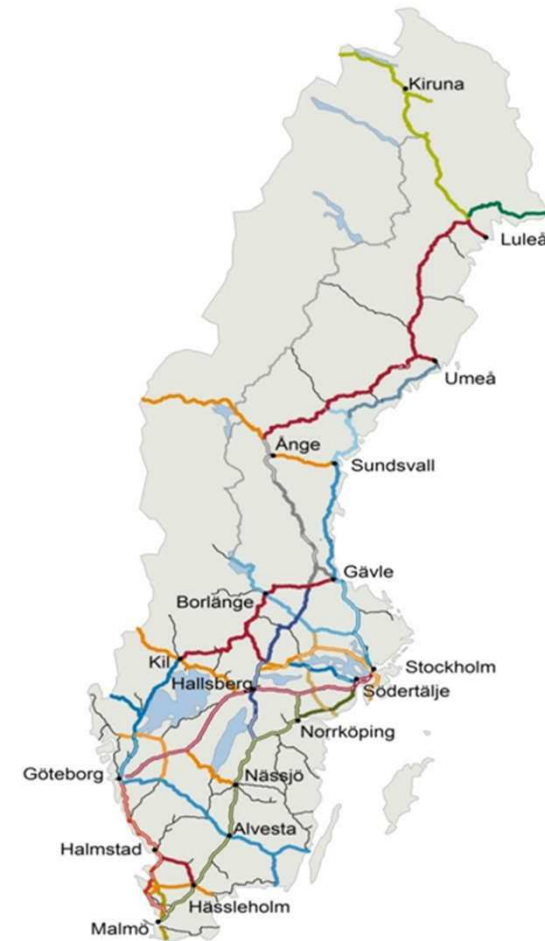 Kiruna
Luleå
Umeå
Ånge
Sundsvall
Gävle
Borlänge
Kil
Stockholm
Hallsberg
Södertälje
Norrköping
Göteborg
Nässjö
Alvesta
Halmstad
Hässleholm
Malmö